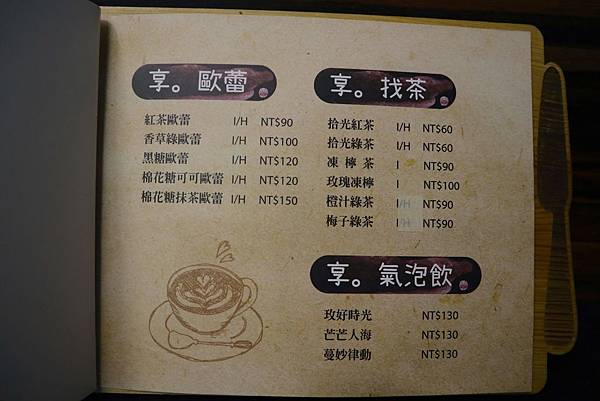 享。歐蕾
紅茶歐蕾 I/H NT$90
香草綠歐蕾 I/H NT$100
黑糖歐蕾 I/H NT$120
棉花糖可可歐蕾 I/H NT$120
棉花糖抹茶歐蕾 I/H NT$150
享。找茶
拾光紅茶 I/H NT$60
拾光綠茶 I/H NT$60
凍檸茶 I NT$90
玫瑰凍檸 I NT$100
橙汁綠茶 I/H NT$90
梅子綠茶 I/H NT$90
享。氣泡飲
玫好時光 NT$130
芒芒人海 NT$130
蔓妙律動 NT$130